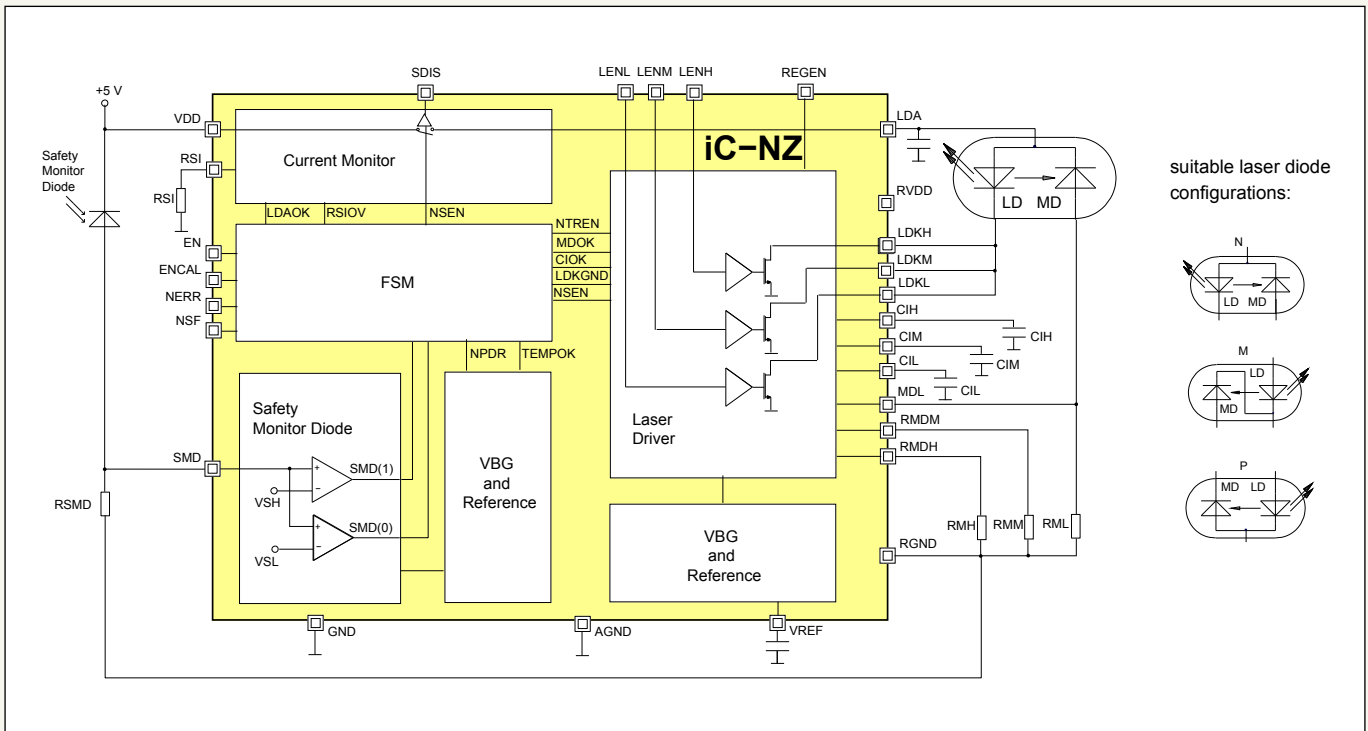 SDIS
LENL
LENM
LENH
REGEN
+5 V
VDD
LDA
iC–NZ
Current Monitor
Safety
Monitor
Diode
RSI
RSI
suitable laser diode
configurations:
LD MD
RVDD
LDAOK
RSIOV
NSEN
NTREN
MDOK
CIOK
LDKGND
NSEN
EN
ENCAL
NERR
NSF
FSM
LDKH
LDKM
LDKL
CIH
CIM
CIL
MDL
RMDM
RMDH
CIH
CIM
CIL
N
LD MD
M
LD
MD
P
MD LD
NPDR
TEMPOK
Laser
Driver
Safety
Monitor Diode
SMD
SMD(1)
VSH
SMD(0)
VSL
VBG
and
Reference
RSMD
VBG
and
Reference
RMH
RMM
RML
RGND
GND
AGND
VREF